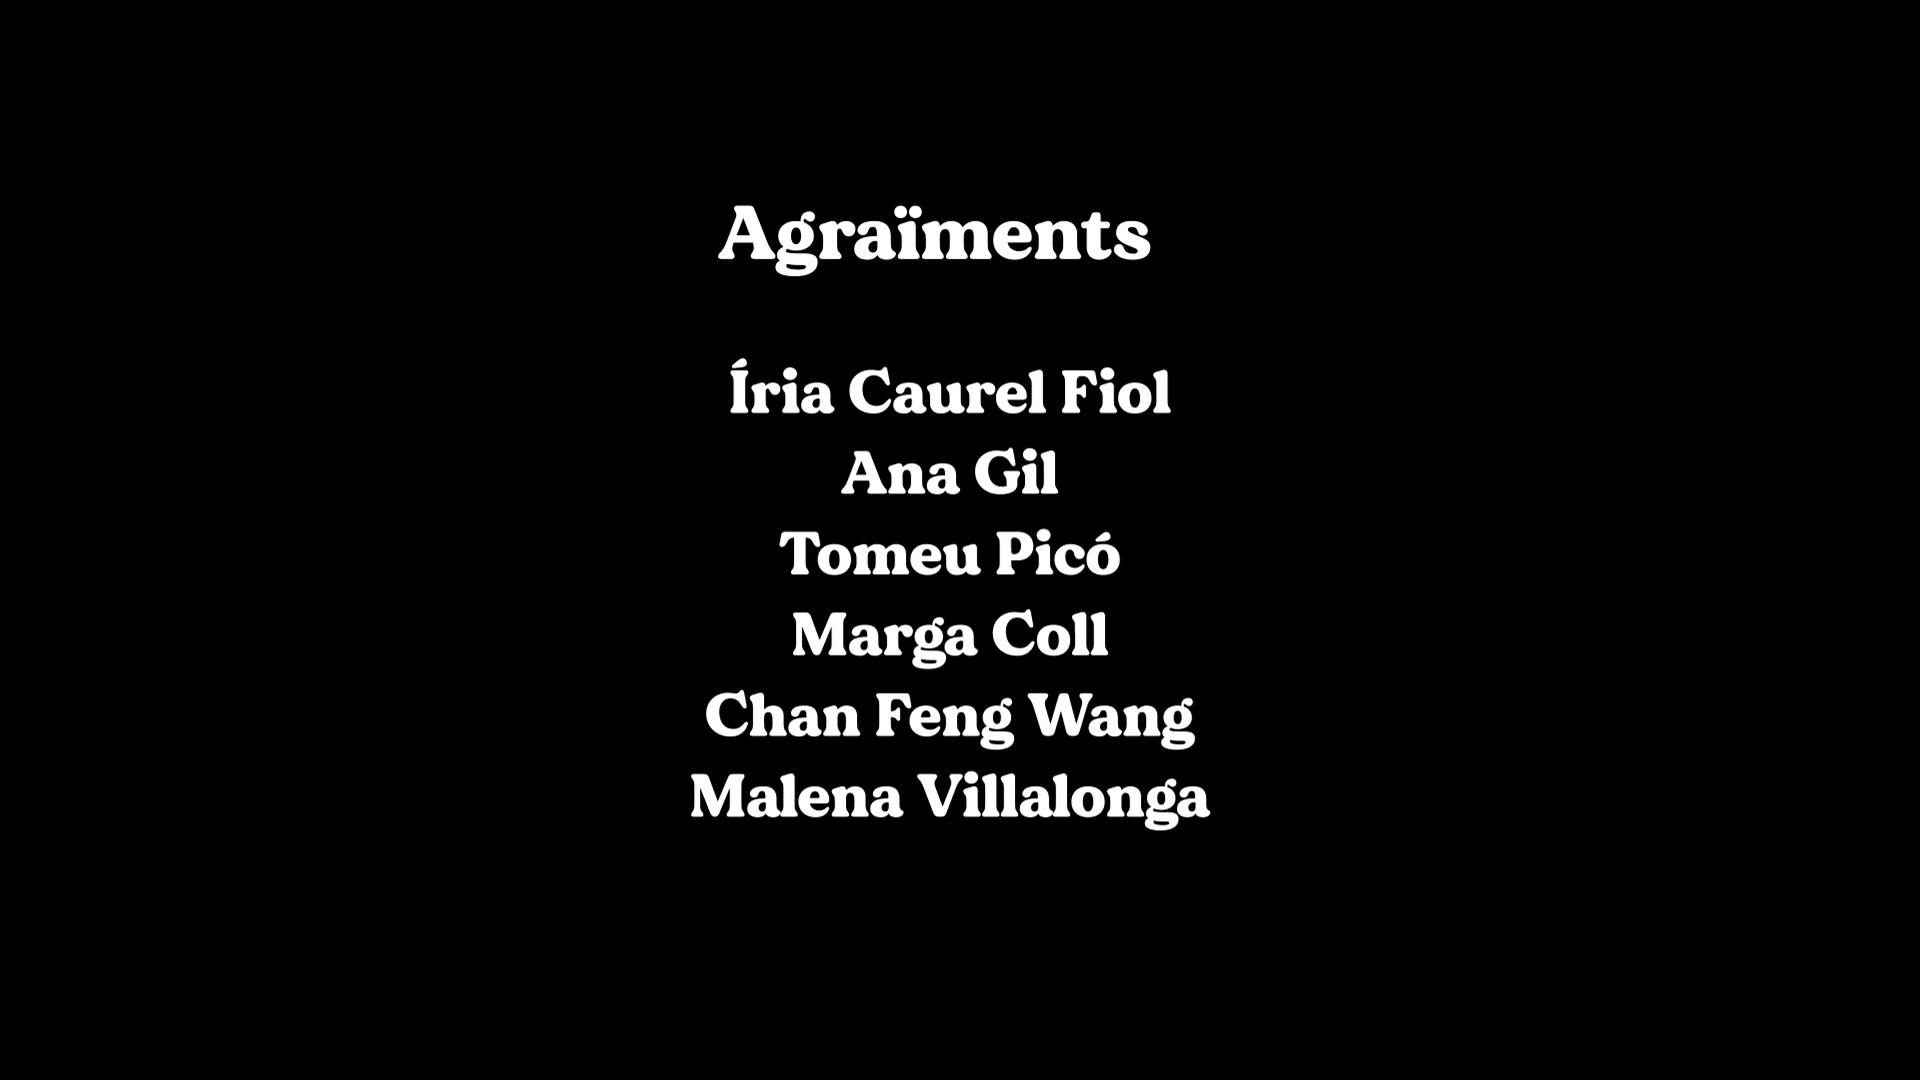 Agraïments
Íria Caurel Fiol
Ana Gil
Tomeu Picó
Marga Coll
Chan Feng Wang
Malena Villalonga